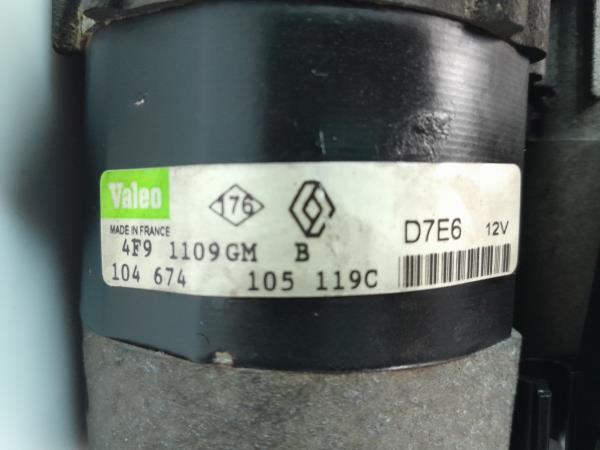 Valeo
176
D7E6 12V
MADE IN FRANCE
4F9 1109GM B
104 674 105 119C